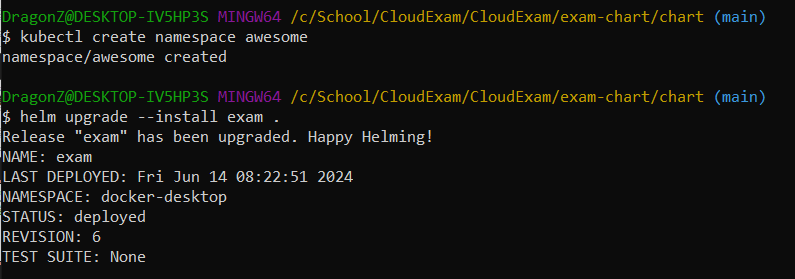 DragonZ@DESKTOP-IV5HP3S MINGW64 /c/School/CloudExam/CloudExam/exam-chart/chart (main)
$ kubectl create namespace awesome
namespace/awesome created
DragonZ@DESKTOP-IV5HP3S MINGW64 /c/School/CloudExam/CloudExam/exam-chart/chart (main)
$ helm upgrade --install exam .
Release "exam" has been upgraded. Happy Helming!
NAME: exam
LAST DEPLOYED: Fri Jun 14 08:22:51 2024
NAMESPACE: docker-desktop
STATUS: deployed
REVISION: 6
TEST SUITE: None